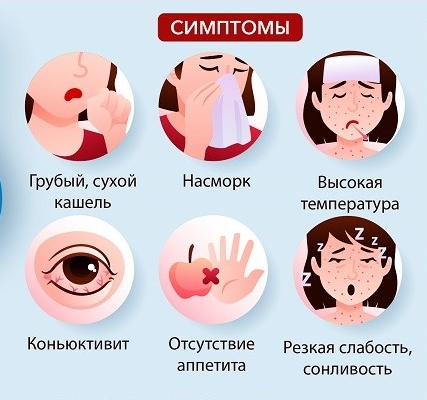 СИМПТОМЫ
Грубый, сухой
кашель
Насморк
Высокая
температура
Z Z Z Z Z
Коньюктивит
Отсутствие
аппетита
Резкая слабость,
сонливость